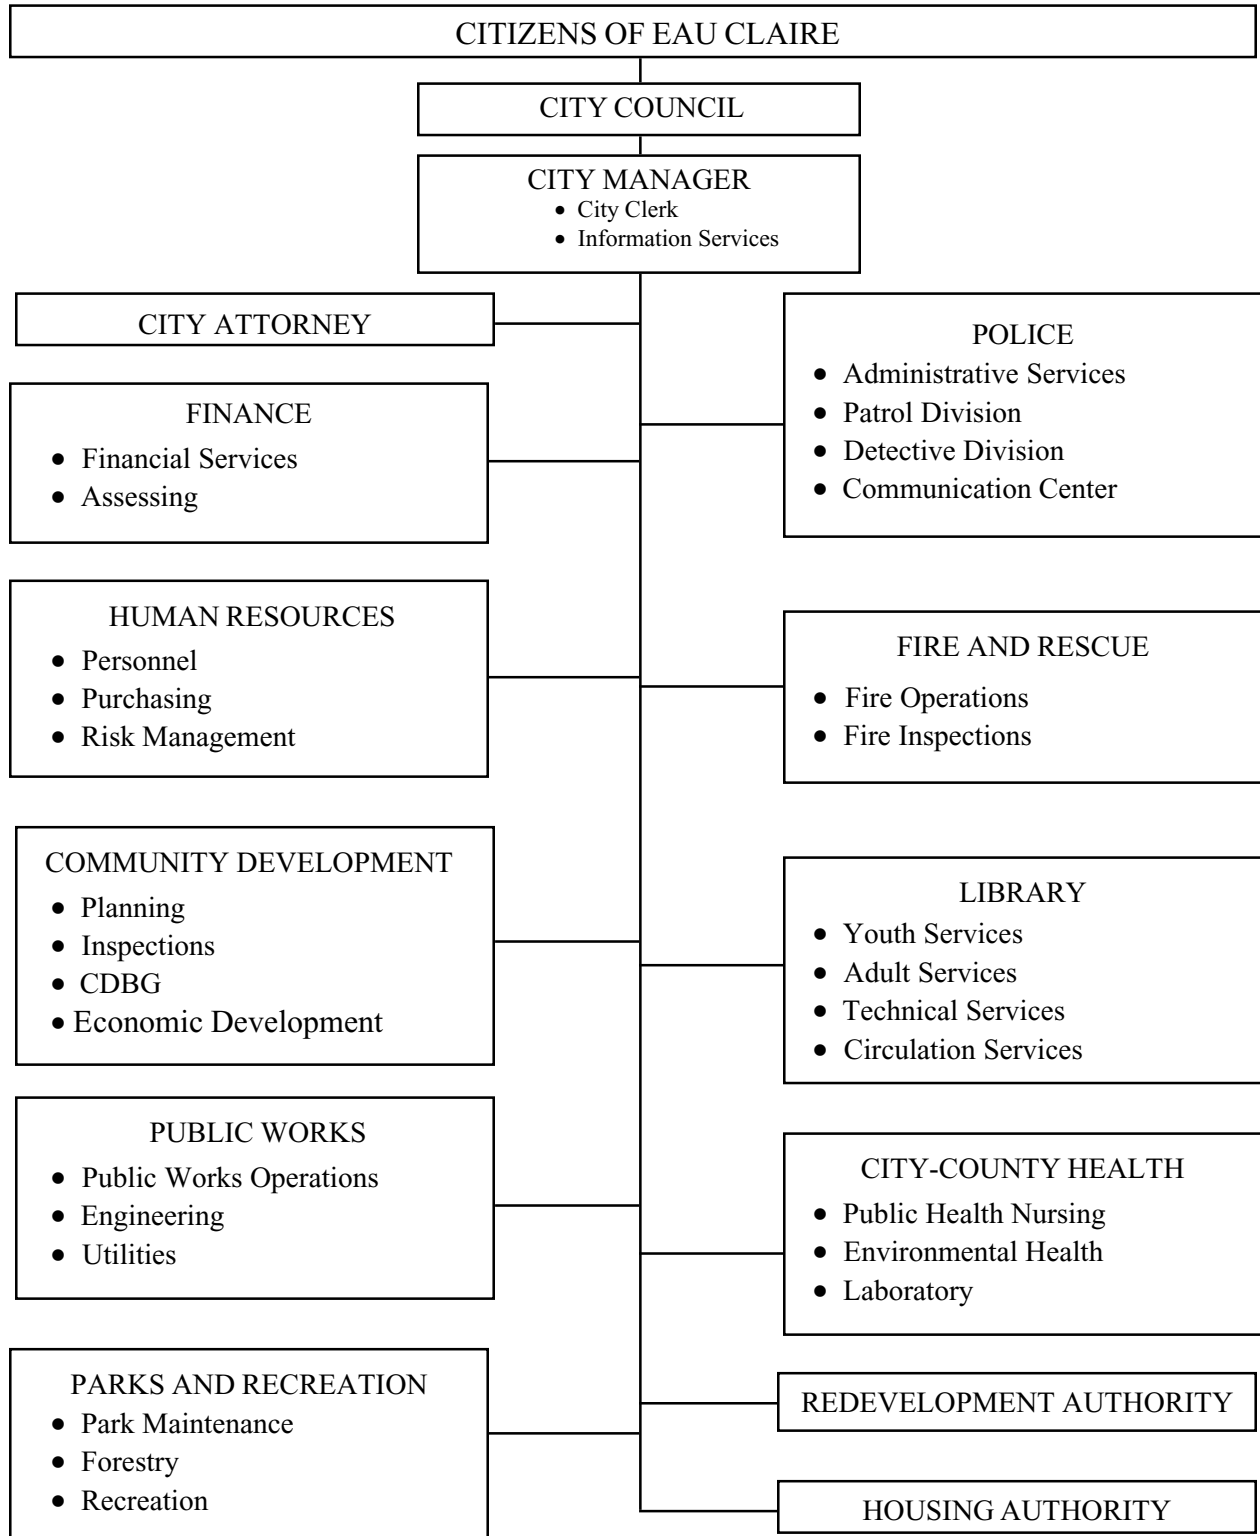 CITIZENS OF EAU CLAIRE
CITY COUNCIL
CITY MANAGER
• City Clerk
• Information Services
CITY ATTORNEY
FINANCE
• Financial Services
• Assessing
HUMAN RESOURCES
• Personnel
• Purchasing
• Risk Management
COMMUNITY DEVELOPMENT
• Planning
• Inspections
• CDBG
• Economic Development
PUBLIC WORKS
• Public Works Operations
• Engineering
• Utilities
PARKS AND RECREATION
• Park Maintenance
• Forestry
• Recreation
POLICE
• Administrative Services
• Patrol Division
• Detective Division
• Communication Center
FIRE AND RESCUE
• Fire Operations
• Fire Inspections
LIBRARY
• Youth Services
• Adult Services
• Technical Services
• Circulation Services
CITY-COUNTY HEALTH
• Public Health Nursing
• Environmental Health
• Laboratory
REDEVELOPMENT AUTHORITY
HOUSING AUTHORITY